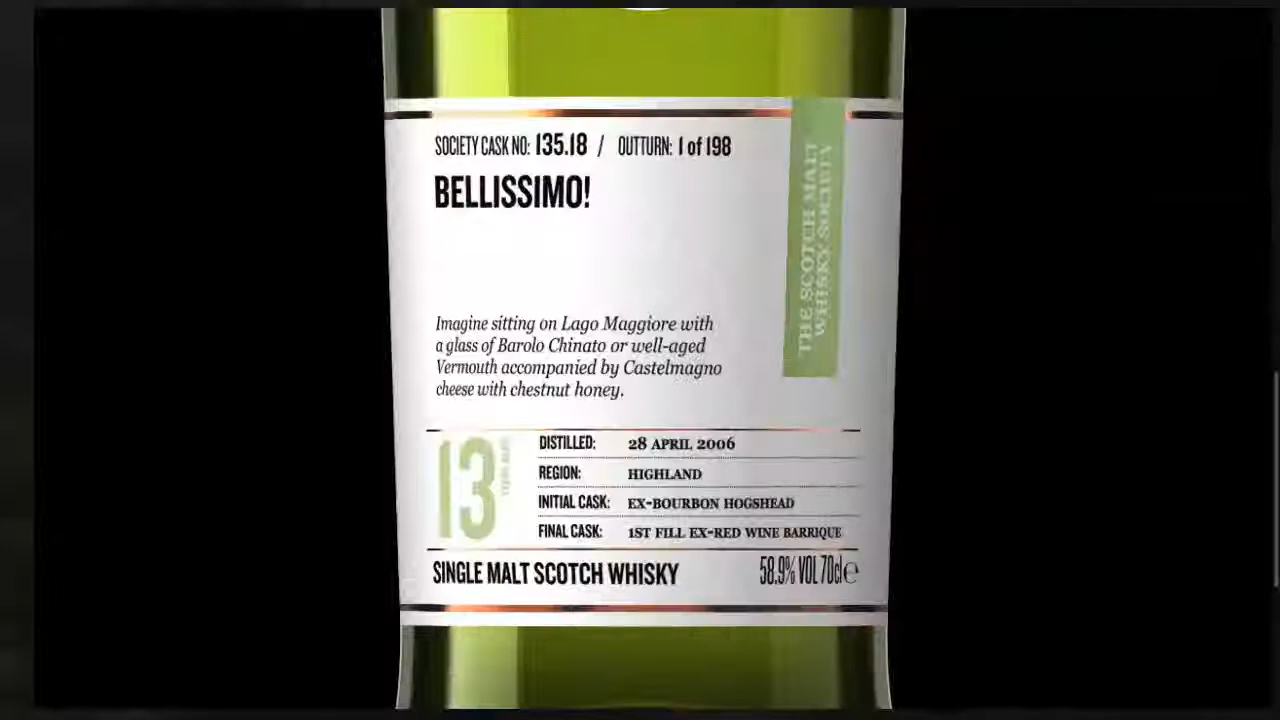 SOCIETY CASK NO: 135.18 / OUTTURN: 1 of 198
BELLISSIMO!
THE SCOTCH MALT
WHISKY SOCIETY
Imagine sitting on Lago Maggiore with
a glass of Barolo Chinato or well-aged
Vermouth accompanied by Castelmagno
cheese with chestnut honey.
13
DISTILLED: 28 APRIL 2006
REGION: HIGHLAND
INITIAL CASK: EX-BOURBON HOGSHEAD
FINAL CASK: 1ST FILL EX-RED WINE BARRIQUE
SINGLE MALT SCOTCH WHISKY 58.9% VOL 70cl ℮